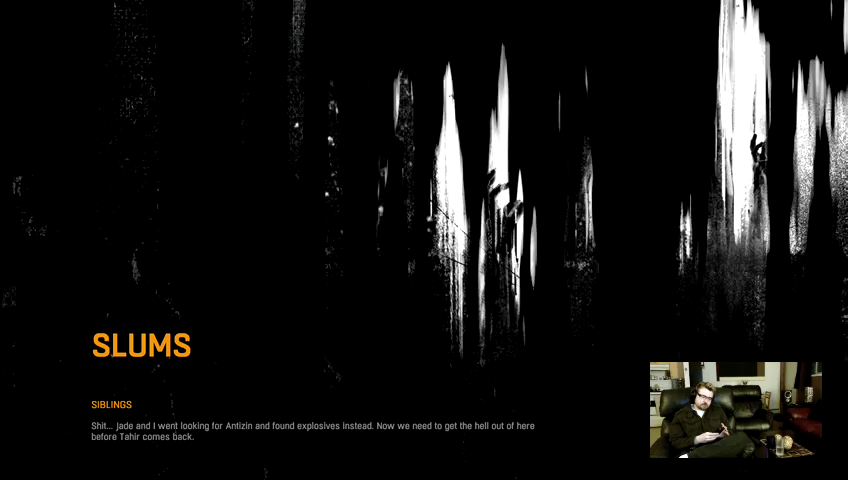 SLUMS
SIBLINGS
Shit... Jade and I went looking for Antizin and found explosives instead. Now we need to get the hell out of here
before Tahir comes back.